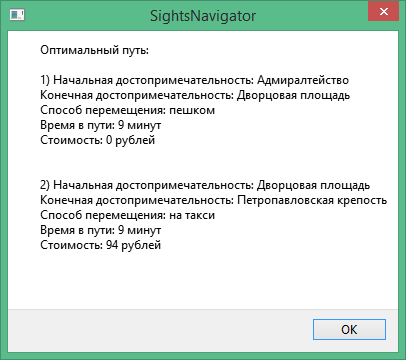 SightsNavigator
Оптимальный путь:
1) Начальная достопримечательность: Адмиралтейство
Конечная достопримечательность: Дворцовая площадь
Способ перемещения: пешком
Время в пути: 9 минут
Стоимость: 0 рублей
2) Начальная достопримечательность: Дворцовая площадь
Конечная достопримечательность: Петропавловская крепость
Способ перемещения: на такси
Время в пути: 9 минут
Стоимость: 94 рублей
OK